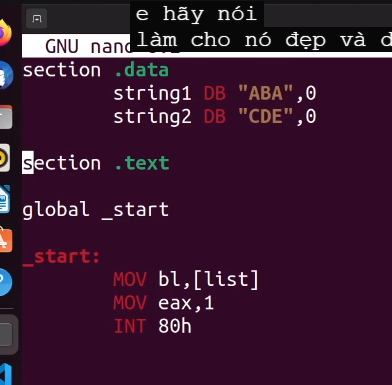 e hãy nói
làm cho nó đẹp và d
GNU nano
section .data
string1 DB "ABA",0
string2 DB "CDE",0
section .text
global _start
_start:
MOV bl,[list]
MOV eax,1
INT 80h